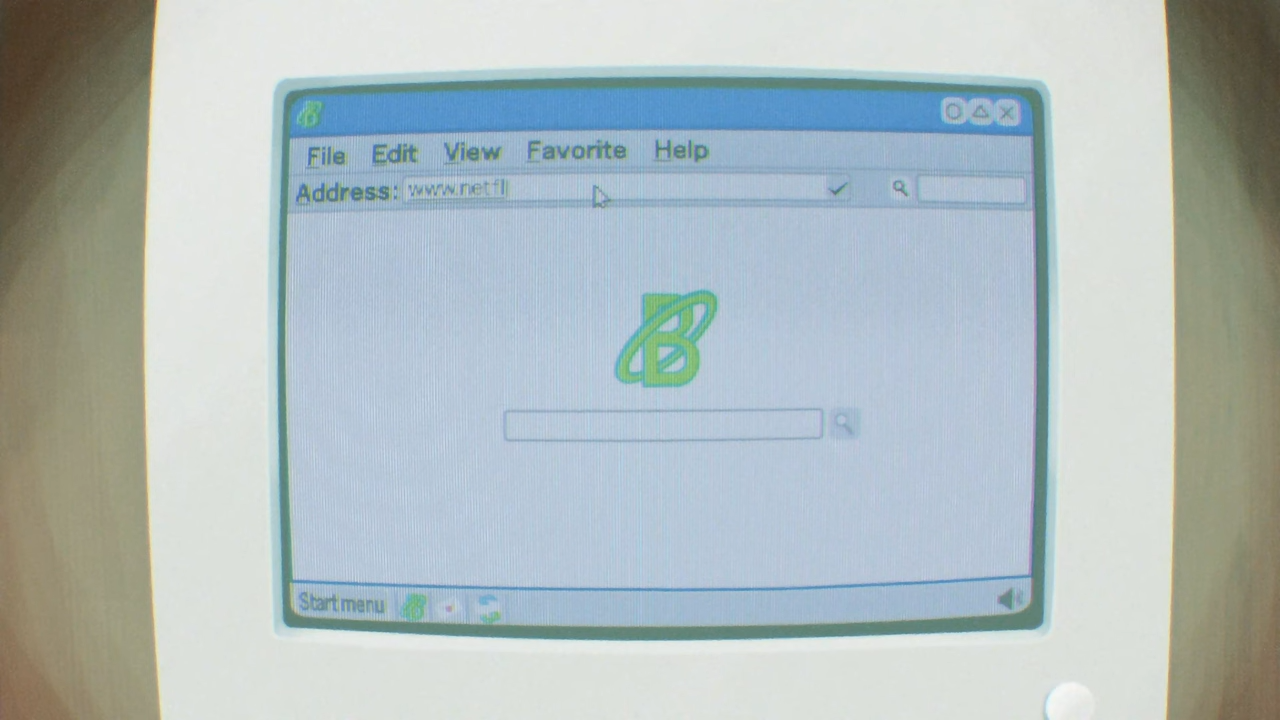 B
File Edit View Favorite Help
Address: www.netfl
B
Start menu B